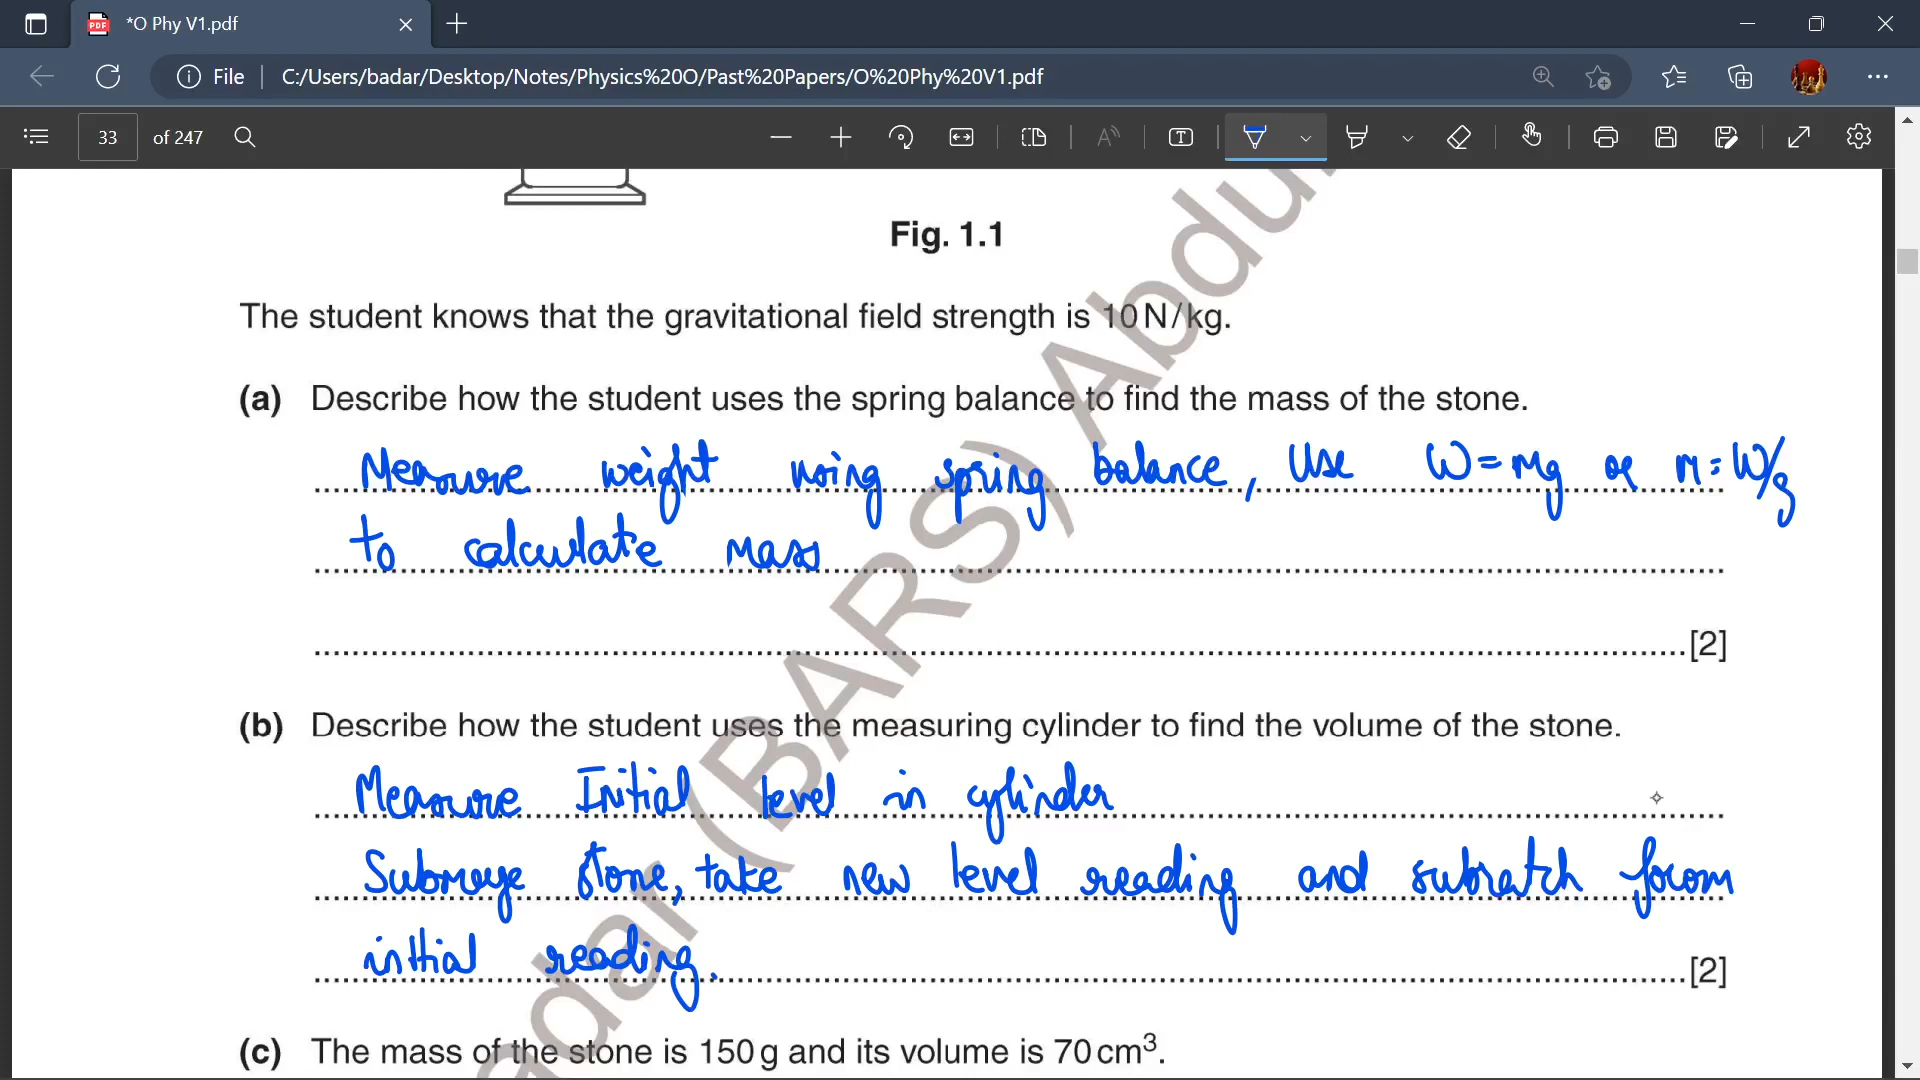 *O Phy V1.pdf
File C:/Users/badar/Desktop/Notes/Physics%20O/Past%20Papers/O%20Phy%20V1.pdf
33 of 247
Fig. 1.1
The student knows that the gravitational field strength is 10 N/kg.
(a) Describe how the student uses the spring balance to find the mass of the stone.
Measure weight using spring balance, Use W=mg or m=W/g
to calculate mass
[2]
(b) Describe how the student uses the measuring cylinder to find the volume of the stone.
Measure Initial level in cylinder
Submerge stone, take new level reading and subratch from
initial reading.
[2]
(c) The mass of the stone is 150 g and its volume is 70 cm³.
adar (BARS) Abdu